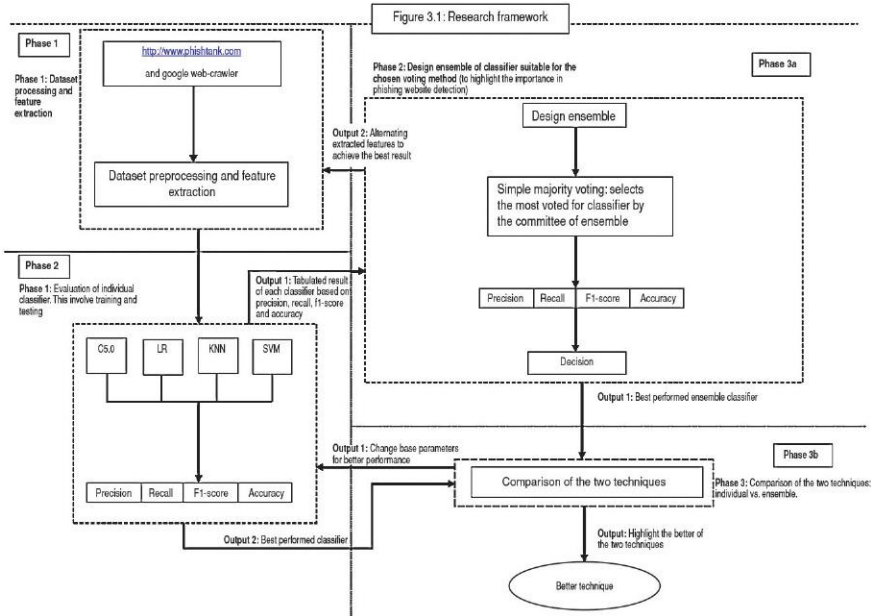 Figure 3.1: Research framework
Phase 1
Phase 1: Dataset
processing and
feature
extraction
http://www.phishtank.com
and google web-crawler
Dataset preprocessing and feature
extraction
Phase 2: Design ensemble of classifier suitable for the
chosen voting method (to highlight the importance in
phishing website detection)
Phase 3a
Design ensemble
Output 2: Alternating
extracted features to
achieve the best result
Simple majority voting: selects
the most voted for classifier by
the committee of ensemble
Precision Recall F1-score Accuracy
Decision
Output 1: Best performed ensemble classifier
Phase 2
Phase 1: Evaluation of individual
classifier. This involve training and
testing
Output 1: Tabulated result
of each classifier based on
precision, recall, f1-score
and accuracy
C5.0 LR KNN SVM
Precision Recall F1-score Accuracy
Output 1: Change base parameters
for better performance
Output 2: Best performed classifier
Phase 3b
Comparison of the two techniques
Phase 3: Comparison of the two techniques:
individual vs. ensemble.
Output: Highlight the better of
the two techniques
Better technique